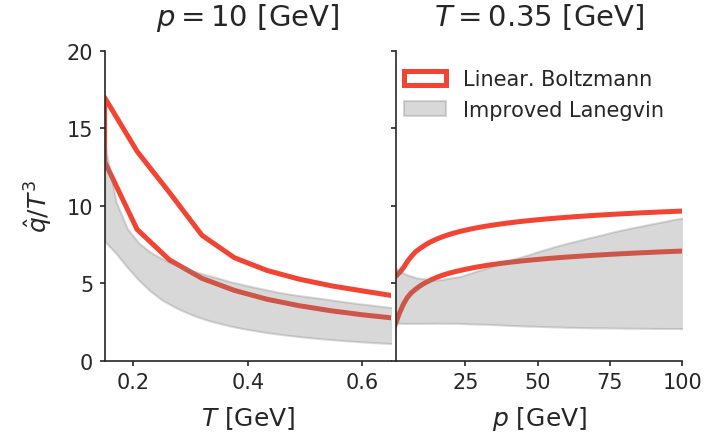 p = 10 [GeV]
T = 0.35 [GeV]
q̂/T³
20
15
10
5
0
Linear. Boltzmann
Improved Lanegvin
0.2 0.4 0.6
25 50 75 100
T [GeV]
p [GeV]